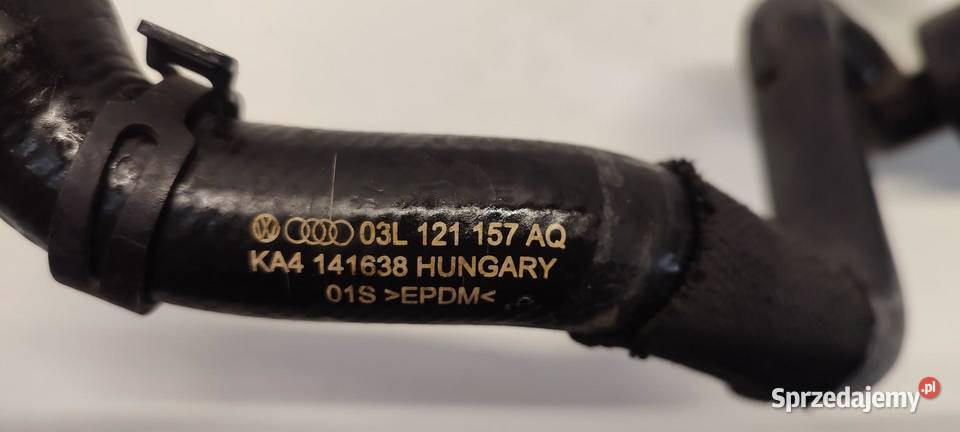 03L 121 157 AQ
KA4 141638 HUNGARY
01S >EPDM<
Sprzedajemy.pl